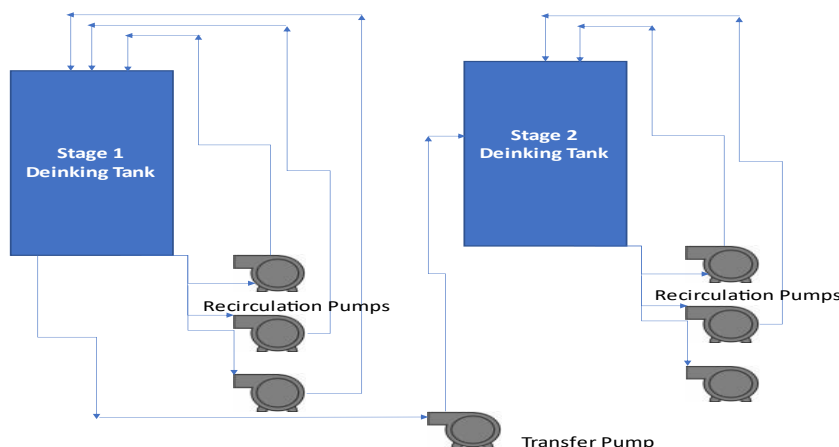 Stage 1
Deinking Tank
Stage 2
Deinking Tank
Recirculation Pumps
Recirculation Pumps
Transfer Pump